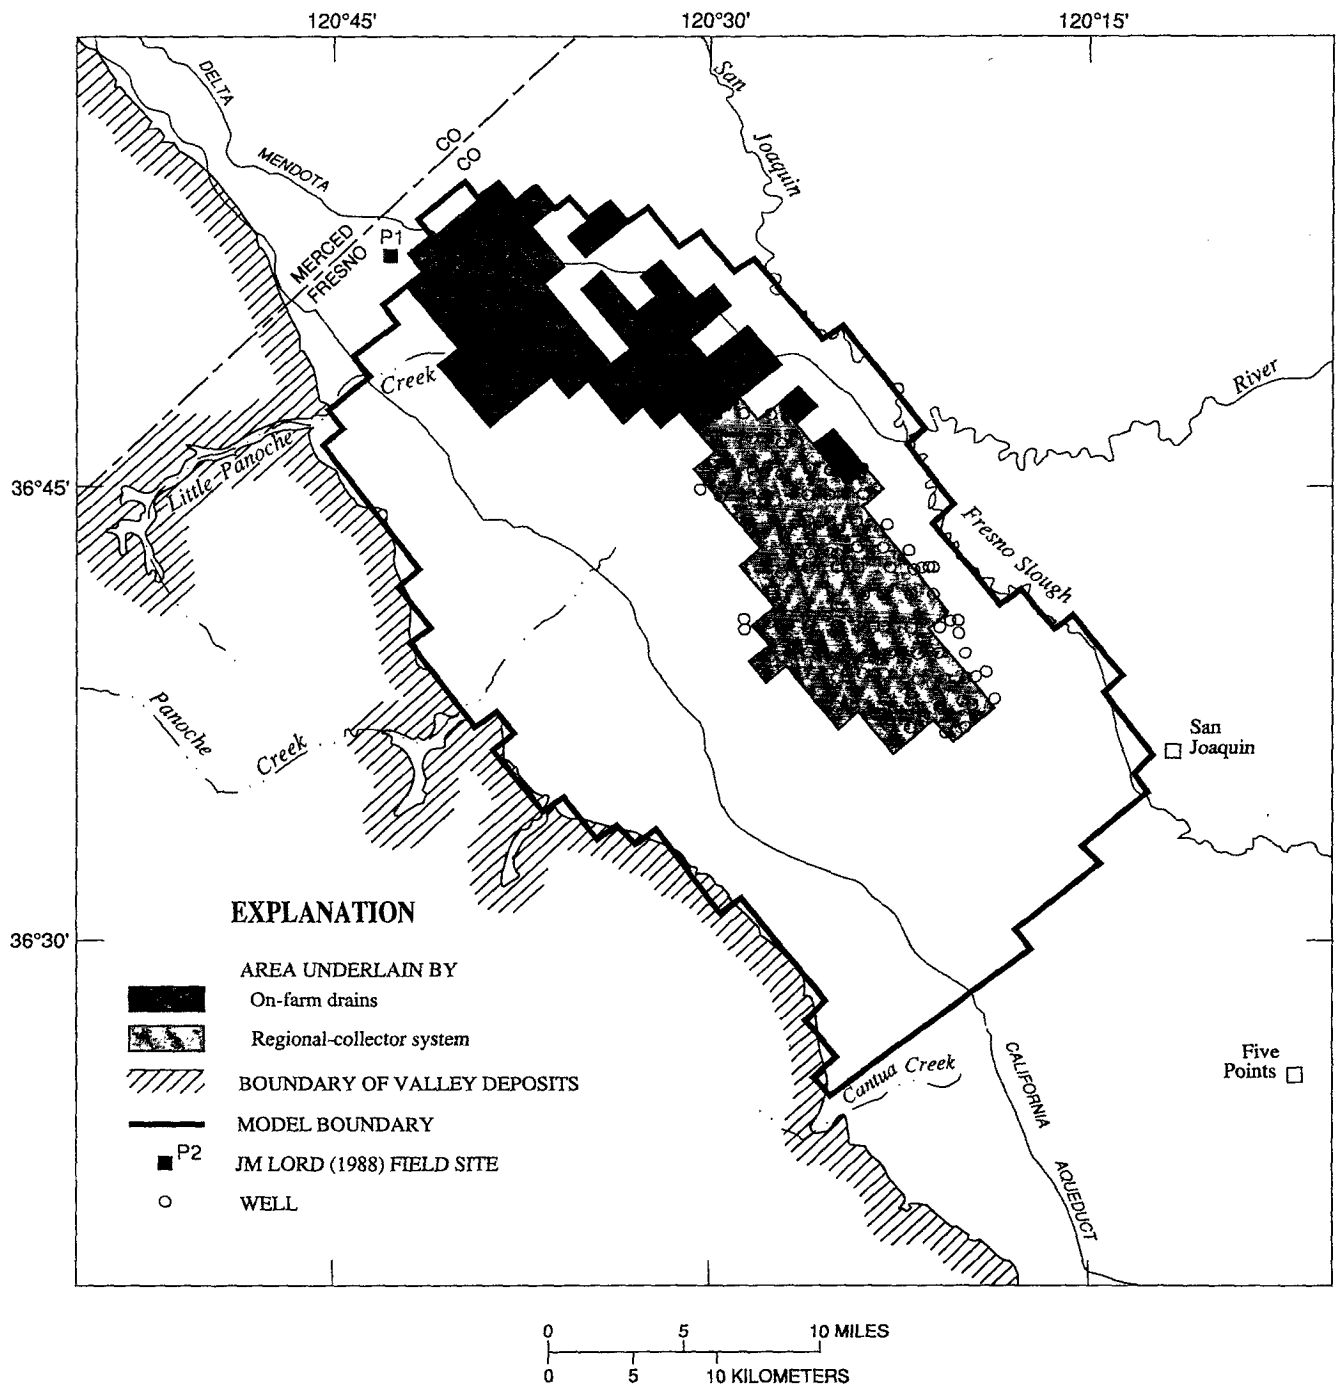 120°45'
120°30'
120°15'
DELTA
MENDOTA
San
Joaquin
CO
CO
MERCED
FRESNO
P1
Creek
River
Little Panoche
36°45'
Fresno Slough
Panoche
Creek
San
Joaquin
36°30'
EXPLANATION
AREA UNDERLAIN BY
On-farm drains
Regional-collector system
BOUNDARY OF VALLEY DEPOSITS
MODEL BOUNDARY
P2
JM LORD (1988) FIELD SITE
WELL
Cantua Creek
Five
Points
CALIFORNIA
AQUEDUCT
0 5 10 MILES
0 5 10 KILOMETERS